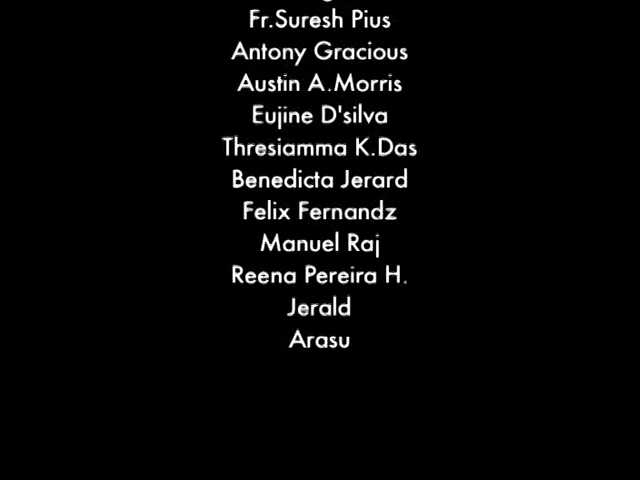 Fr.Suresh Pius
Antony Gracious
Austin A.Morris
Eujine D'silva
Thresiamma K.Das
Benedicta Jerard
Felix Fernandz
Manuel Raj
Reena Pereira H.
Jerald
Arasu